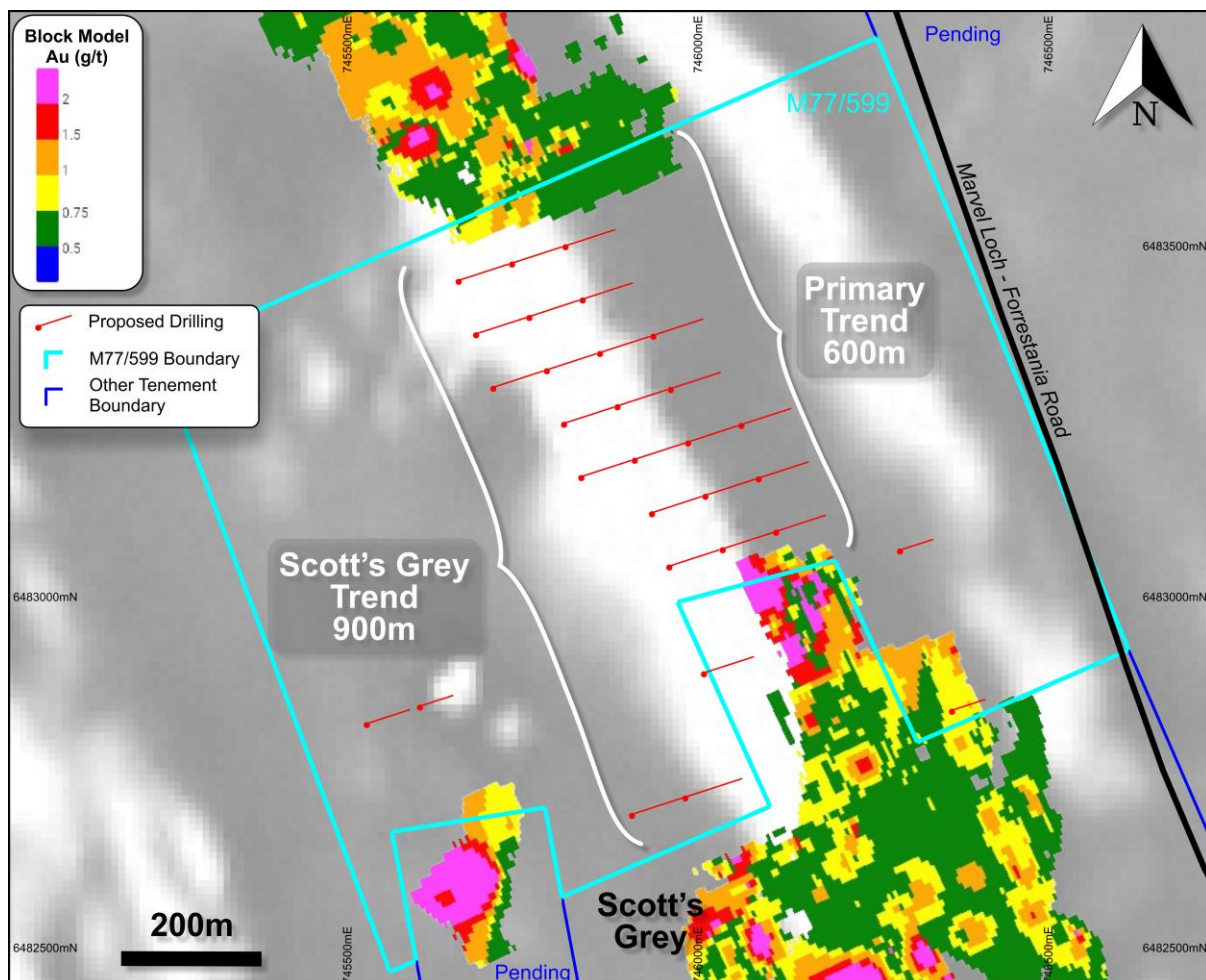 Block Model
Au (g/t)
2
1.5
1
0.75
0.5
Proposed Drilling
M77/599 Boundary
Other Tenement
Boundary
745500mE
746000mE
746500mE
Pending
M77/599
N
Marvel Loch - Forrestania Road
6483500mN
Primary
Trend
600m
Scott's Grey
Trend
900m
6483000mN
6483000mN
200m
Scott's
Grey
6482500mN
745500mE
Pending
746000mE
746500mE
6482500mN